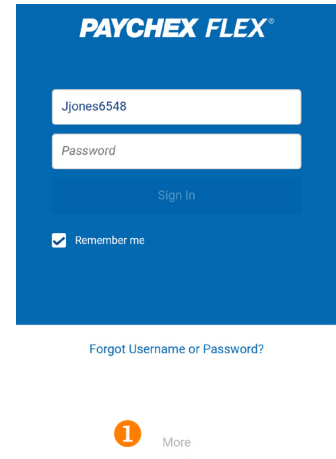 PAYCHEX FLEX®
Jjones6548
Password
Sign In
Remember me
Forgot Username or Password?
1 More